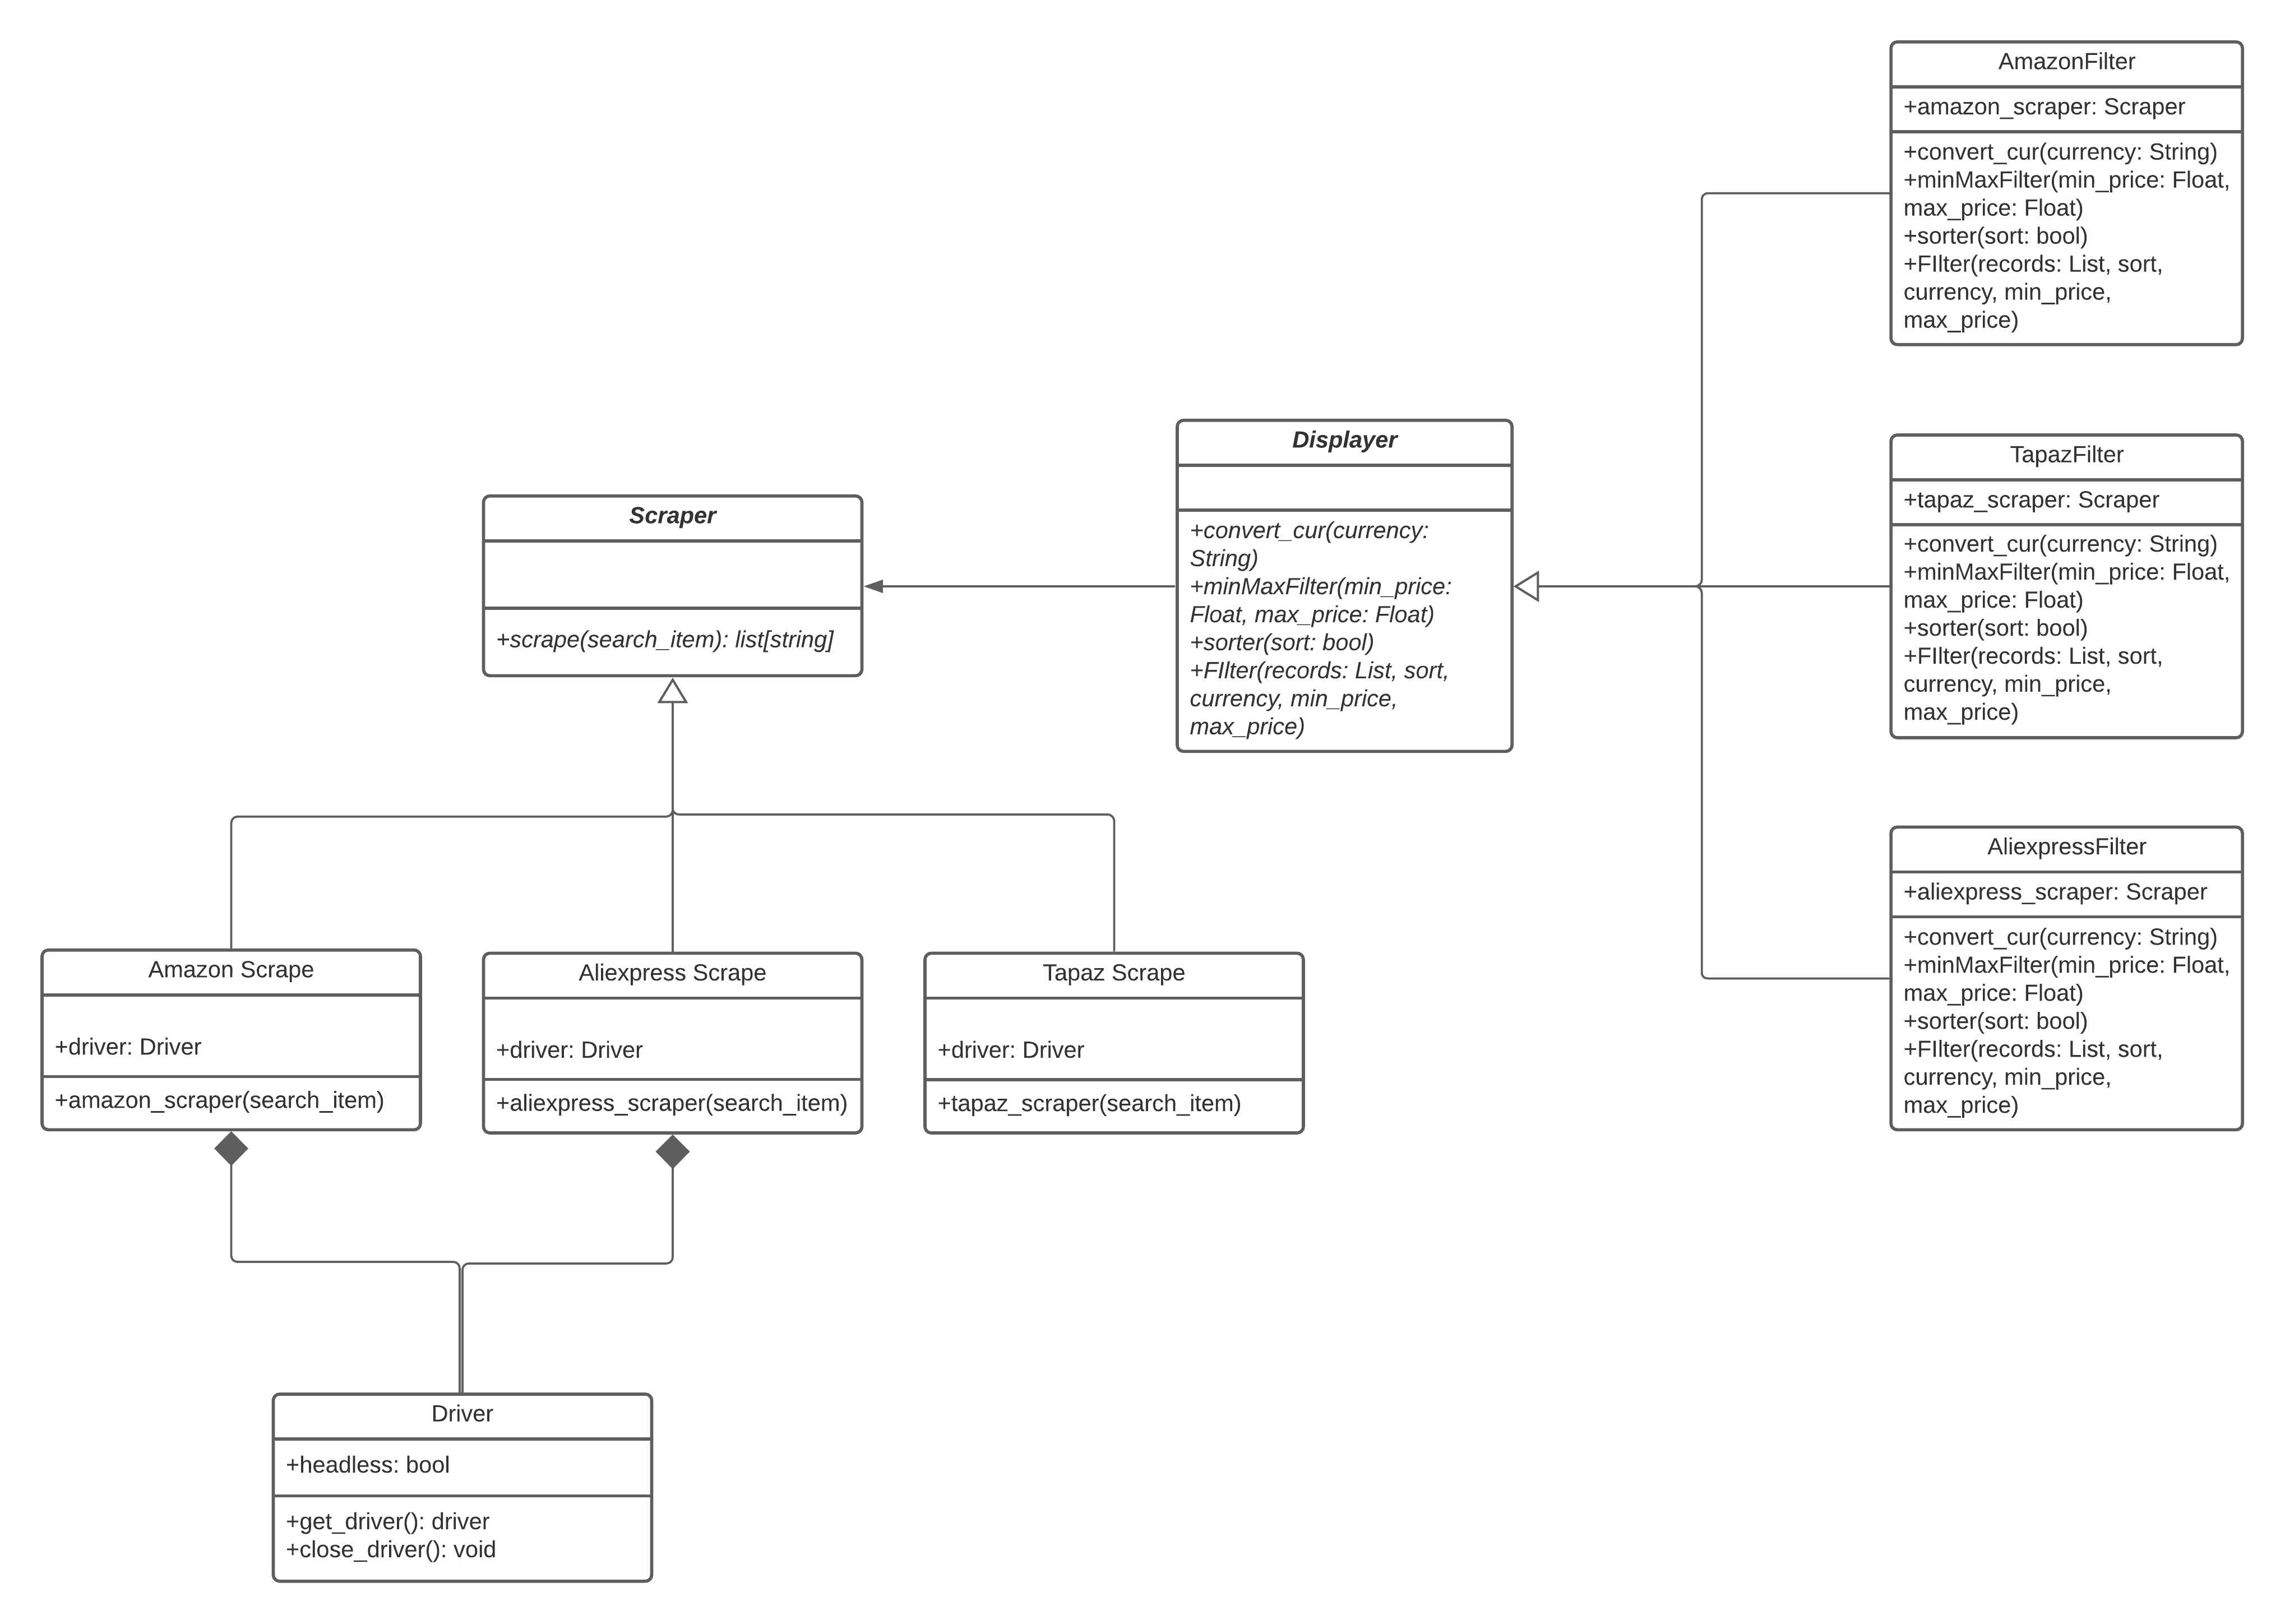 AmazonFilter
+amazon_scraper: Scraper
+convert_cur(currency: String)
+minMaxFilter(min_price: Float,
max_price: Float)
+sorter(sort: bool)
+FIlter(records: List, sort,
currency, min_price,
max_price)
Displayer
+convert_cur(currency:
String)
+minMaxFilter(min_price:
Float, max_price: Float)
+sorter(sort: bool)
+FIlter(records: List, sort,
currency, min_price,
max_price)
TapazFilter
+tapaz_scraper: Scraper
+convert_cur(currency: String)
+minMaxFilter(min_price: Float,
max_price: Float)
+sorter(sort: bool)
+FIlter(records: List, sort,
currency, min_price,
max_price)
Scraper
+scrape(search_item): list[string]
AliexpressFilter
+aliexpress_scraper: Scraper
+convert_cur(currency: String)
+minMaxFilter(min_price: Float,
max_price: Float)
+sorter(sort: bool)
+FIlter(records: List, sort,
currency, min_price,
max_price)
Amazon Scrape
+driver: Driver
+amazon_scraper(search_item)
Aliexpress Scrape
+driver: Driver
+aliexpress_scraper(search_item)
Tapaz Scrape
+driver: Driver
+tapaz_scraper(search_item)
Driver
+headless: bool
+get_driver(): driver
+close_driver(): void